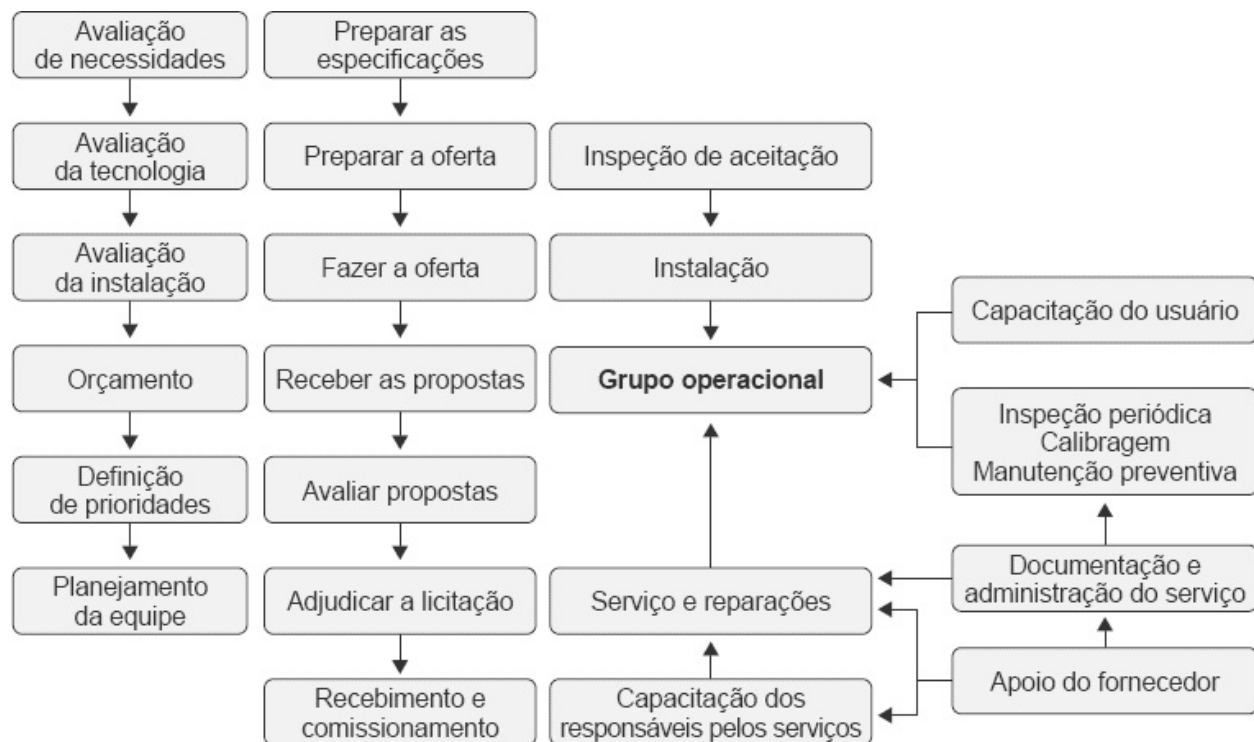 Avaliação
de necessidades
Avaliação
da tecnologia
Avaliação
da instalação
Orçamento
Definição
de prioridades
Planejamento
da equipe
Preparar as
especificações
Preparar a oferta
Fazer a oferta
Receber as propostas
Avaliar propostas
Adjudicar a licitação
Recebimento e
comissionamento
Inspeção de aceitação
Instalação
Grupo operacional
Serviço e reparações
Capacitação dos
responsáveis pelos serviços
Capacitação do usuário
Inspeção periódica
Calibragem
Manutenção preventiva
Documentação e
administração do serviço
Apoio do fornecedor